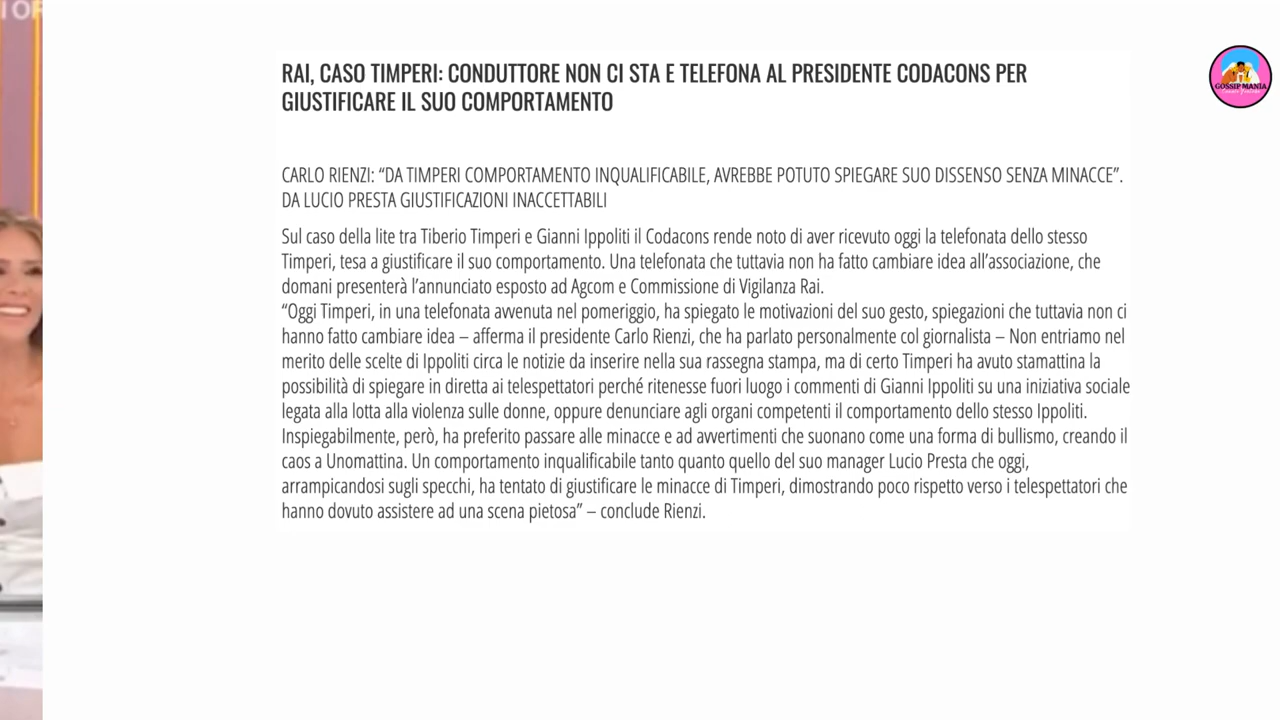 TOR
RAI, CASO TIMPERI: CONDUTTORE NON CI STA E TELEFONA AL PRESIDENTE CODACONS PER
GIUSTIFICARE IL SUO COMPORTAMENTO
GOSSIP MANIA
CARLO RIENZI: “DA TIMPERI COMPORTAMENTO INQUALIFICABILE, AVREBBE POTUTO SPIEGARE SUO DISSENSO SENZA MINACCE”.
DA LUCIO PRESTA GIUSTIFICAZIONI INACCETTABILI
Sul caso della lite tra Tiberio Timperi e Gianni Ippoliti il Codacons rende noto di aver ricevuto oggi la telefonata dello stesso
Timperi, tesa a giustificare il suo comportamento. Una telefonata che tuttavia non ha fatto cambiare idea all’associazione, che
domani presenterà l’annunciato esposto ad Agcom e Commissione di Vigilanza Rai.
“Oggi Timperi, in una telefonata avvenuta nel pomeriggio, ha spiegato le motivazioni del suo gesto, spiegazioni che tuttavia non ci
hanno fatto cambiare idea – afferma il presidente Carlo Rienzi, che ha parlato personalmente col giornalista – Non entriamo nel
merito delle scelte di Ippoliti circa le notizie da inserire nella sua rassegna stampa, ma di certo Timperi ha avuto stamattina la
possibilità di spiegare in diretta ai telespettatori perché ritenesse fuori luogo i commenti di Gianni Ippoliti su una iniziativa sociale
legata alla lotta alla violenza sulle donne, oppure denunciare agli organi competenti il comportamento dello stesso Ippoliti.
Inspiegabilmente, però, ha preferito passare alle minacce e ad avvertimenti che suonano come una forma di bullismo, creando il
caos a Unomattina. Un comportamento inqualificabile tanto quanto quello del suo manager Lucio Presta che oggi,
arrampicandosi sugli specchi, ha tentato di giustificare le minacce di Timperi, dimostrando poco rispetto verso i telespettatori che
hanno dovuto assistere ad una scena pietosa” – conclude Rienzi.